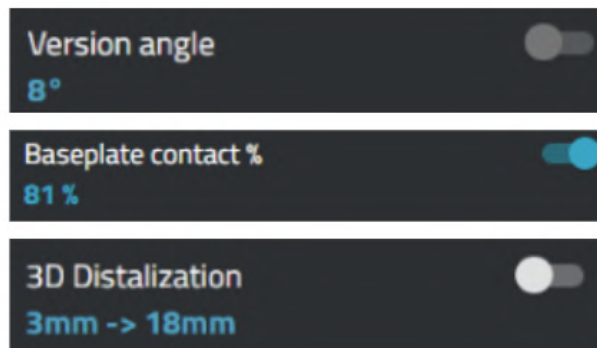 Version angle
8°
Baseplate contact %
81 %
3D Distalization
3mm -> 18mm